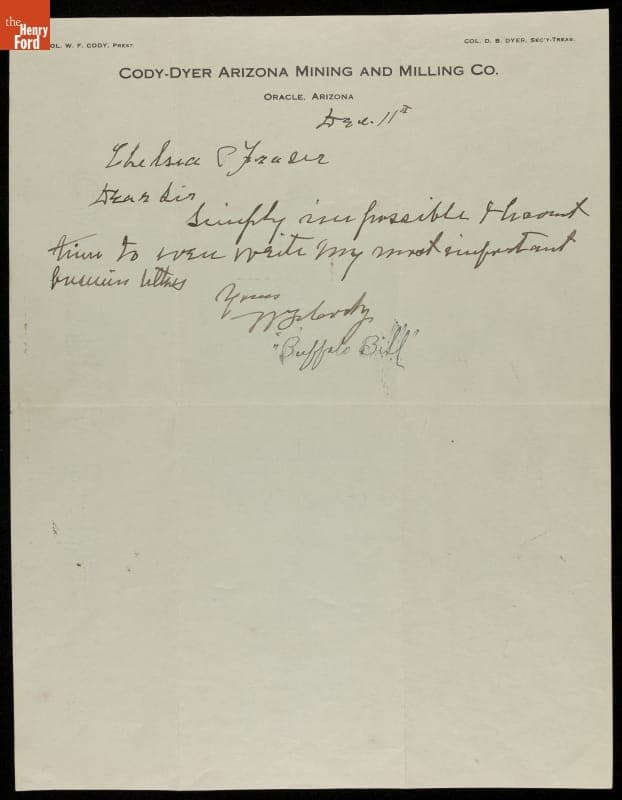 the
Henry
Ford
COL. W. F. CODY, PREST.
COL. D. B. DYER, SEC'Y-TREAS.
CODY-DYER ARIZONA MINING AND MILLING CO.
ORACLE, ARIZONA
Dec. 11th
Chelsea C Fraser
Dear Sir
Simply impossible I havent
time to even write my most important
business letters
Yours
W F Cody
"Buffalo Bill"